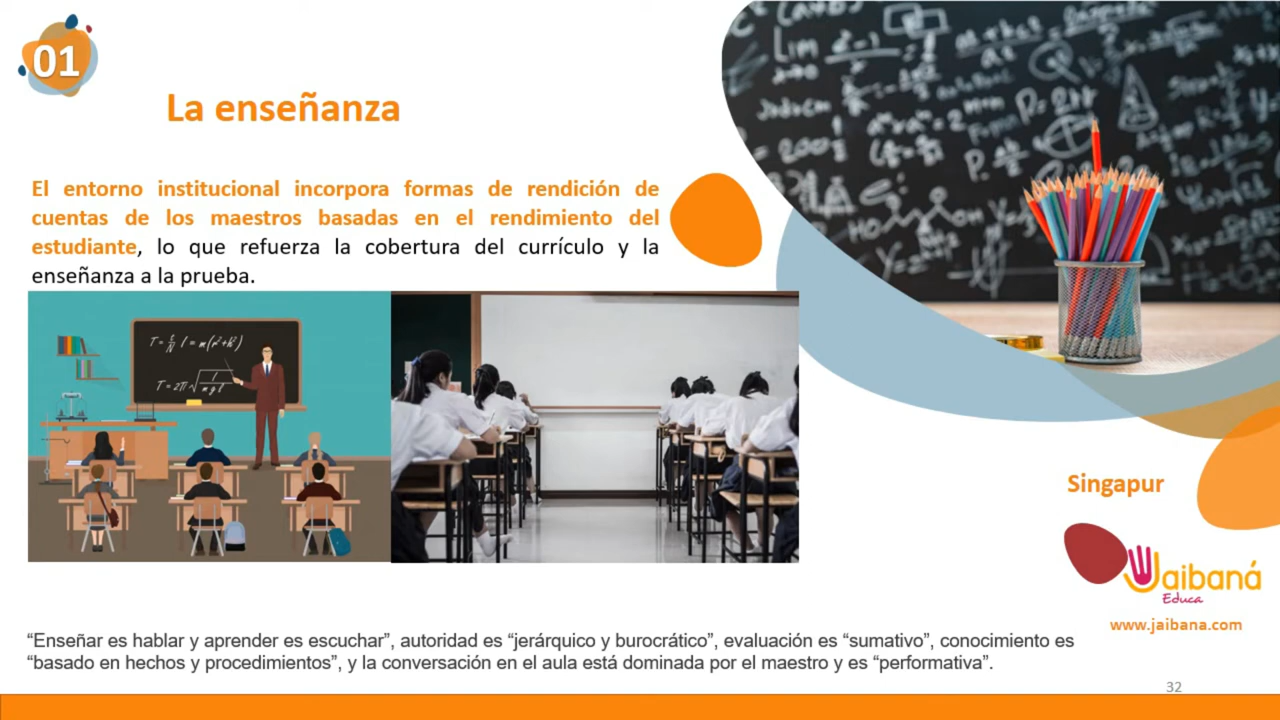 01
La enseñanza
El entorno institucional incorpora formas de rendición de
cuentas de los maestros basadas en el rendimiento del
estudiante, lo que refuerza la cobertura del currículo y la
enseñanza a la prueba.
Singapur
Jaibaná
Educa
www.jaibana.com
“Enseñar es hablar y aprender es escuchar”, autoridad es “jerárquico y burocrático”, evaluación es “sumativo”, conocimiento es
“basado en hechos y procedimientos”, y la conversación en el aula está dominada por el maestro y es “performativa”.
32